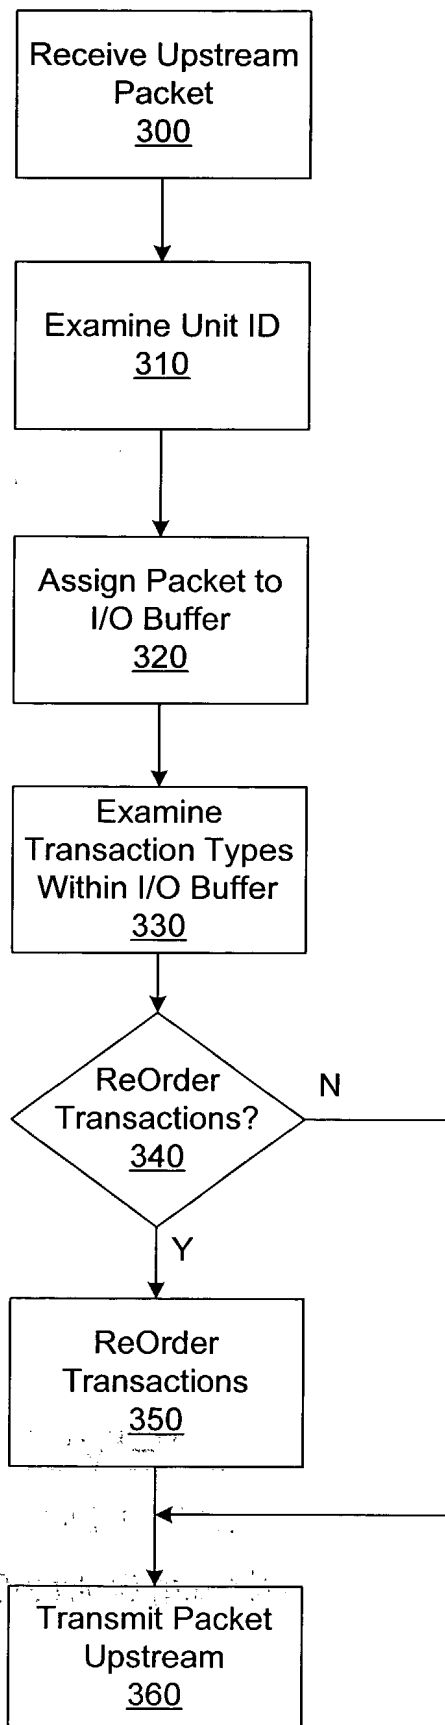 Receive Upstream
Packet
300
Examine Unit ID
310
Assign Packet to
I/O Buffer
320
Examine
Transaction Types
Within I/O Buffer
330
ReOrder
Transactions?
340
N
Y
ReOrder
Transactions
350
Transmit Packet
Upstream
360